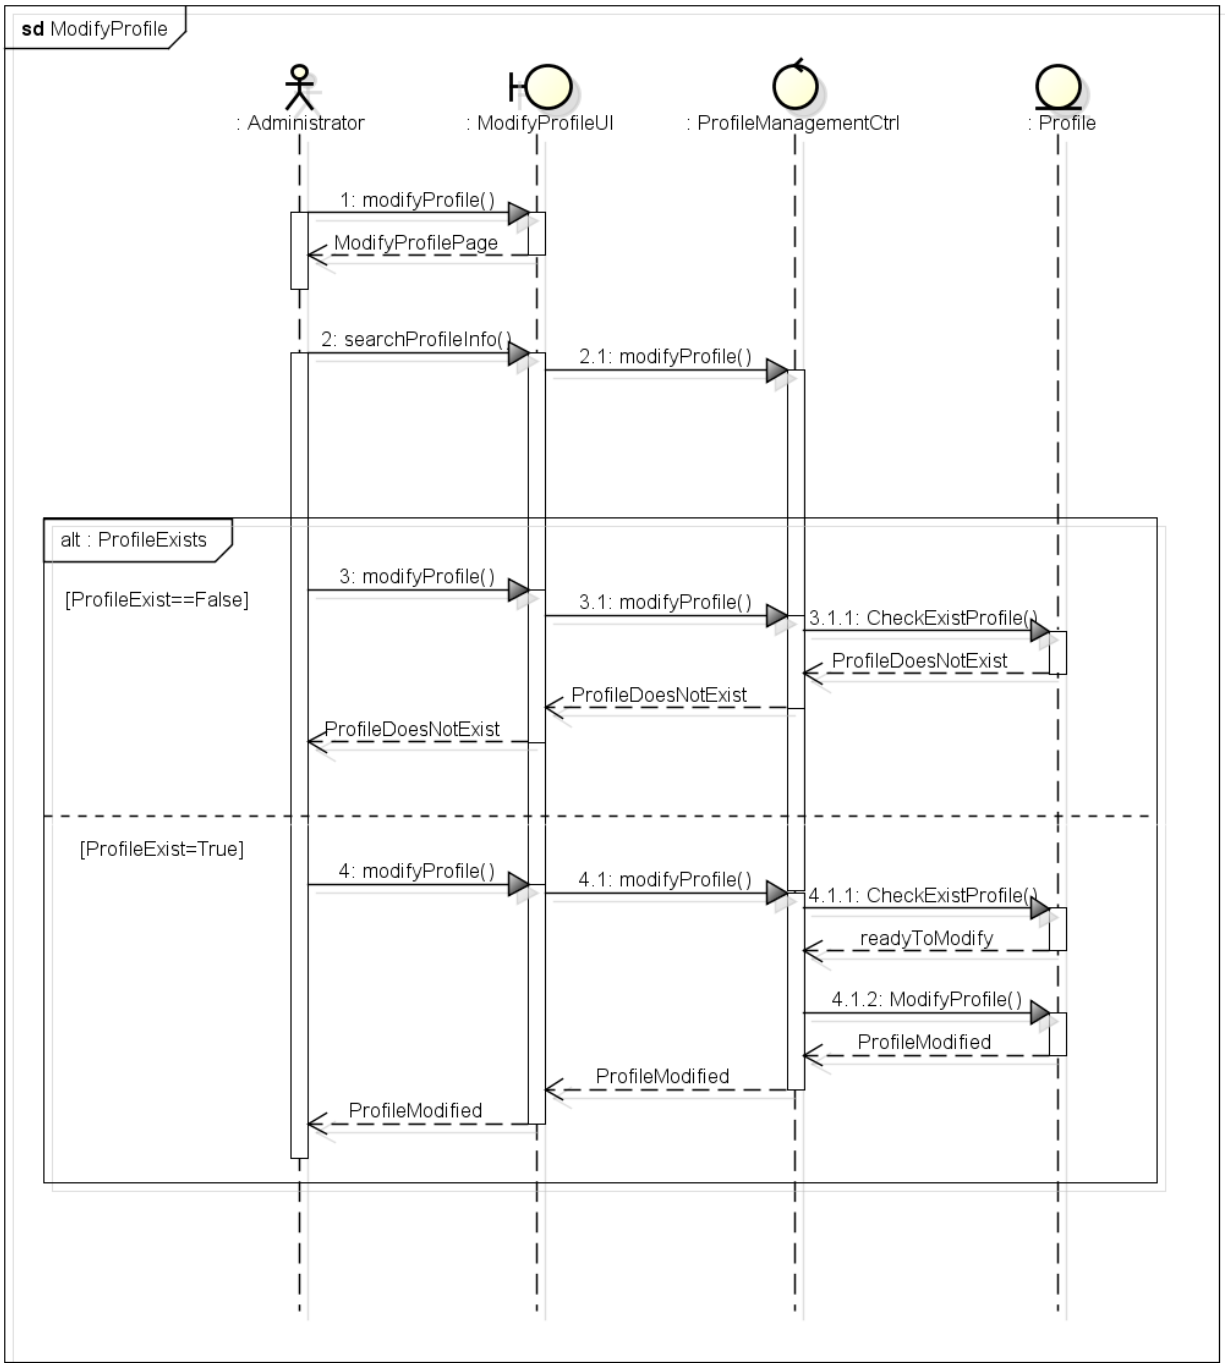 sd ModifyProfile
: Administrator
: ModifyProfileUI
: ProfileManagementCtrl
: Profile
1: modifyProfile()
ModifyProfilePage
2: searchProfileInfo()
2.1: modifyProfile()
alt : ProfileExists
[ProfileExist==False]
3: modifyProfile()
3.1: modifyProfile()
3.1.1: CheckExistProfile()
ProfileDoesNotExist
ProfileDoesNotExist
ProfileDoesNotExist
[ProfileExist=True]
4: modifyProfile()
4.1: modifyProfile()
4.1.1: CheckExistProfile()
readyToModify
4.1.2: ModifyProfile()
ProfileModified
ProfileModified
ProfileModified